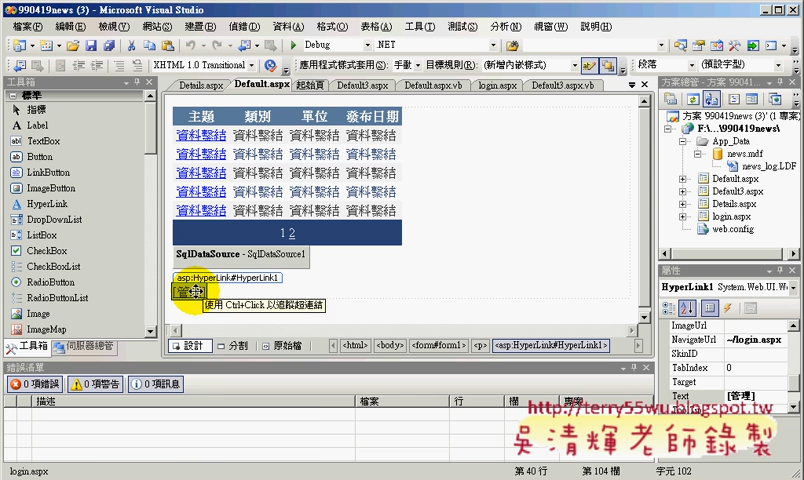 990419news (3) - Microsoft Visual Studio
檔案(F) 編輯(E) 檢視(V) 網站(S) 建置(B) 偵錯(D) 資料(A) 格式(O) 表格(A) 工具(T) 測試(S) 分析(N) 視窗(W) 說明(H)
Debug .NET
XHTML 1.0 Transitional 應用程式樣式套用(S): 手動 目標規則(R): (新增內嵌樣式) 段落 (預設字型)
工具箱
標準
指標
Label
TextBox
Button
LinkButton
ImageButton
HyperLink
DropDownList
ListBox
CheckBox
CheckBoxList
RadioButton
RadioButtonList
Image
ImageMap
工具箱 伺服器總管
Details.aspx Default.aspx 起始頁 Default3.aspx Default.aspx.vb login.aspx Default3.aspx.vb
主題 類別 單位 發布日期
資料繫結 資料繫結 資料繫結 資料繫結
資料繫結 資料繫結 資料繫結 資料繫結
資料繫結 資料繫結 資料繫結 資料繫結
資料繫結 資料繫結 資料繫結 資料繫結
資料繫結 資料繫結 資料繫結 資料繫結
1 2
SqlDataSource - SqlDataSource1
asp:HyperLink#HyperLink1
使用 Ctrl+Click 以追蹤超連結
設計 分割 原始檔 <html> <body> <form#form1> <p> <asp:HyperLink#HyperLink1>
方案總管 - 方案 99041...
方案 '990419news (3)' (1 專案)
F:\...\990419news\
App_Data
news.mdf
news_log.LDF
Default.aspx
Default3.aspx
Details.aspx
login.aspx
web.config
屬性
HyperLink1 System.Web.UI.W
ImageUrl
NavigateUrl ~/login.aspx
SkinID
TabIndex 0
Target
Text [管理]
錯誤清單
0 項錯誤 0 項警告 0 項訊息
描述 檔案 行 欄 專案
http://terry55wu.blogspot.tw
吳清輝老師錄製
login.aspx 第 40 行 第 104 欄 字元 102